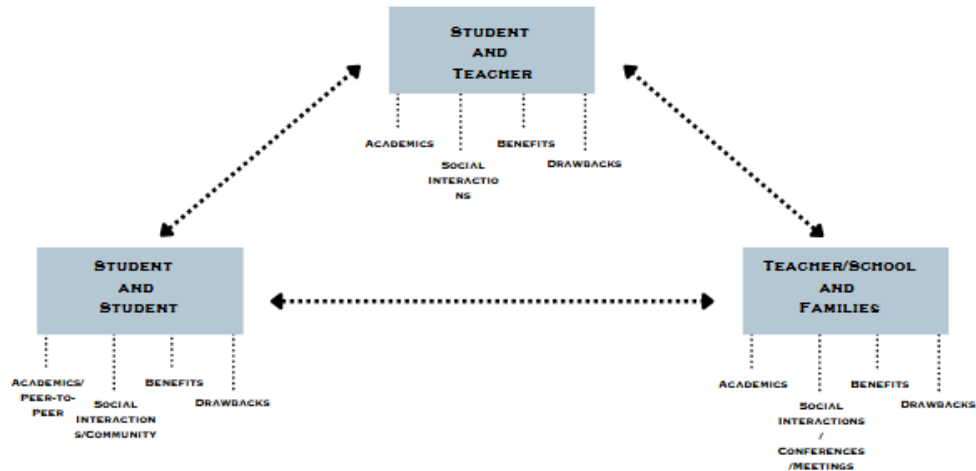 STUDENT
AND
TEACHER
ACADEMICS
BENEFITS
SOCIAL
INTERACTIO
NS
DRAWBACKS
STUDENT
AND
STUDENT
TEACHER/SCHOOL
AND
FAMILIES
ACADEMICS/
PEER-TO-
PEER
SOCIAL
INTERACTION
S/COMMUNITY
BENEFITS
DRAWBACKS
ACADEMICS
SOCIAL
INTERACTIONS
/
CONFERENCES
/MEETINGS
BENEFITS
DRAWBACKS